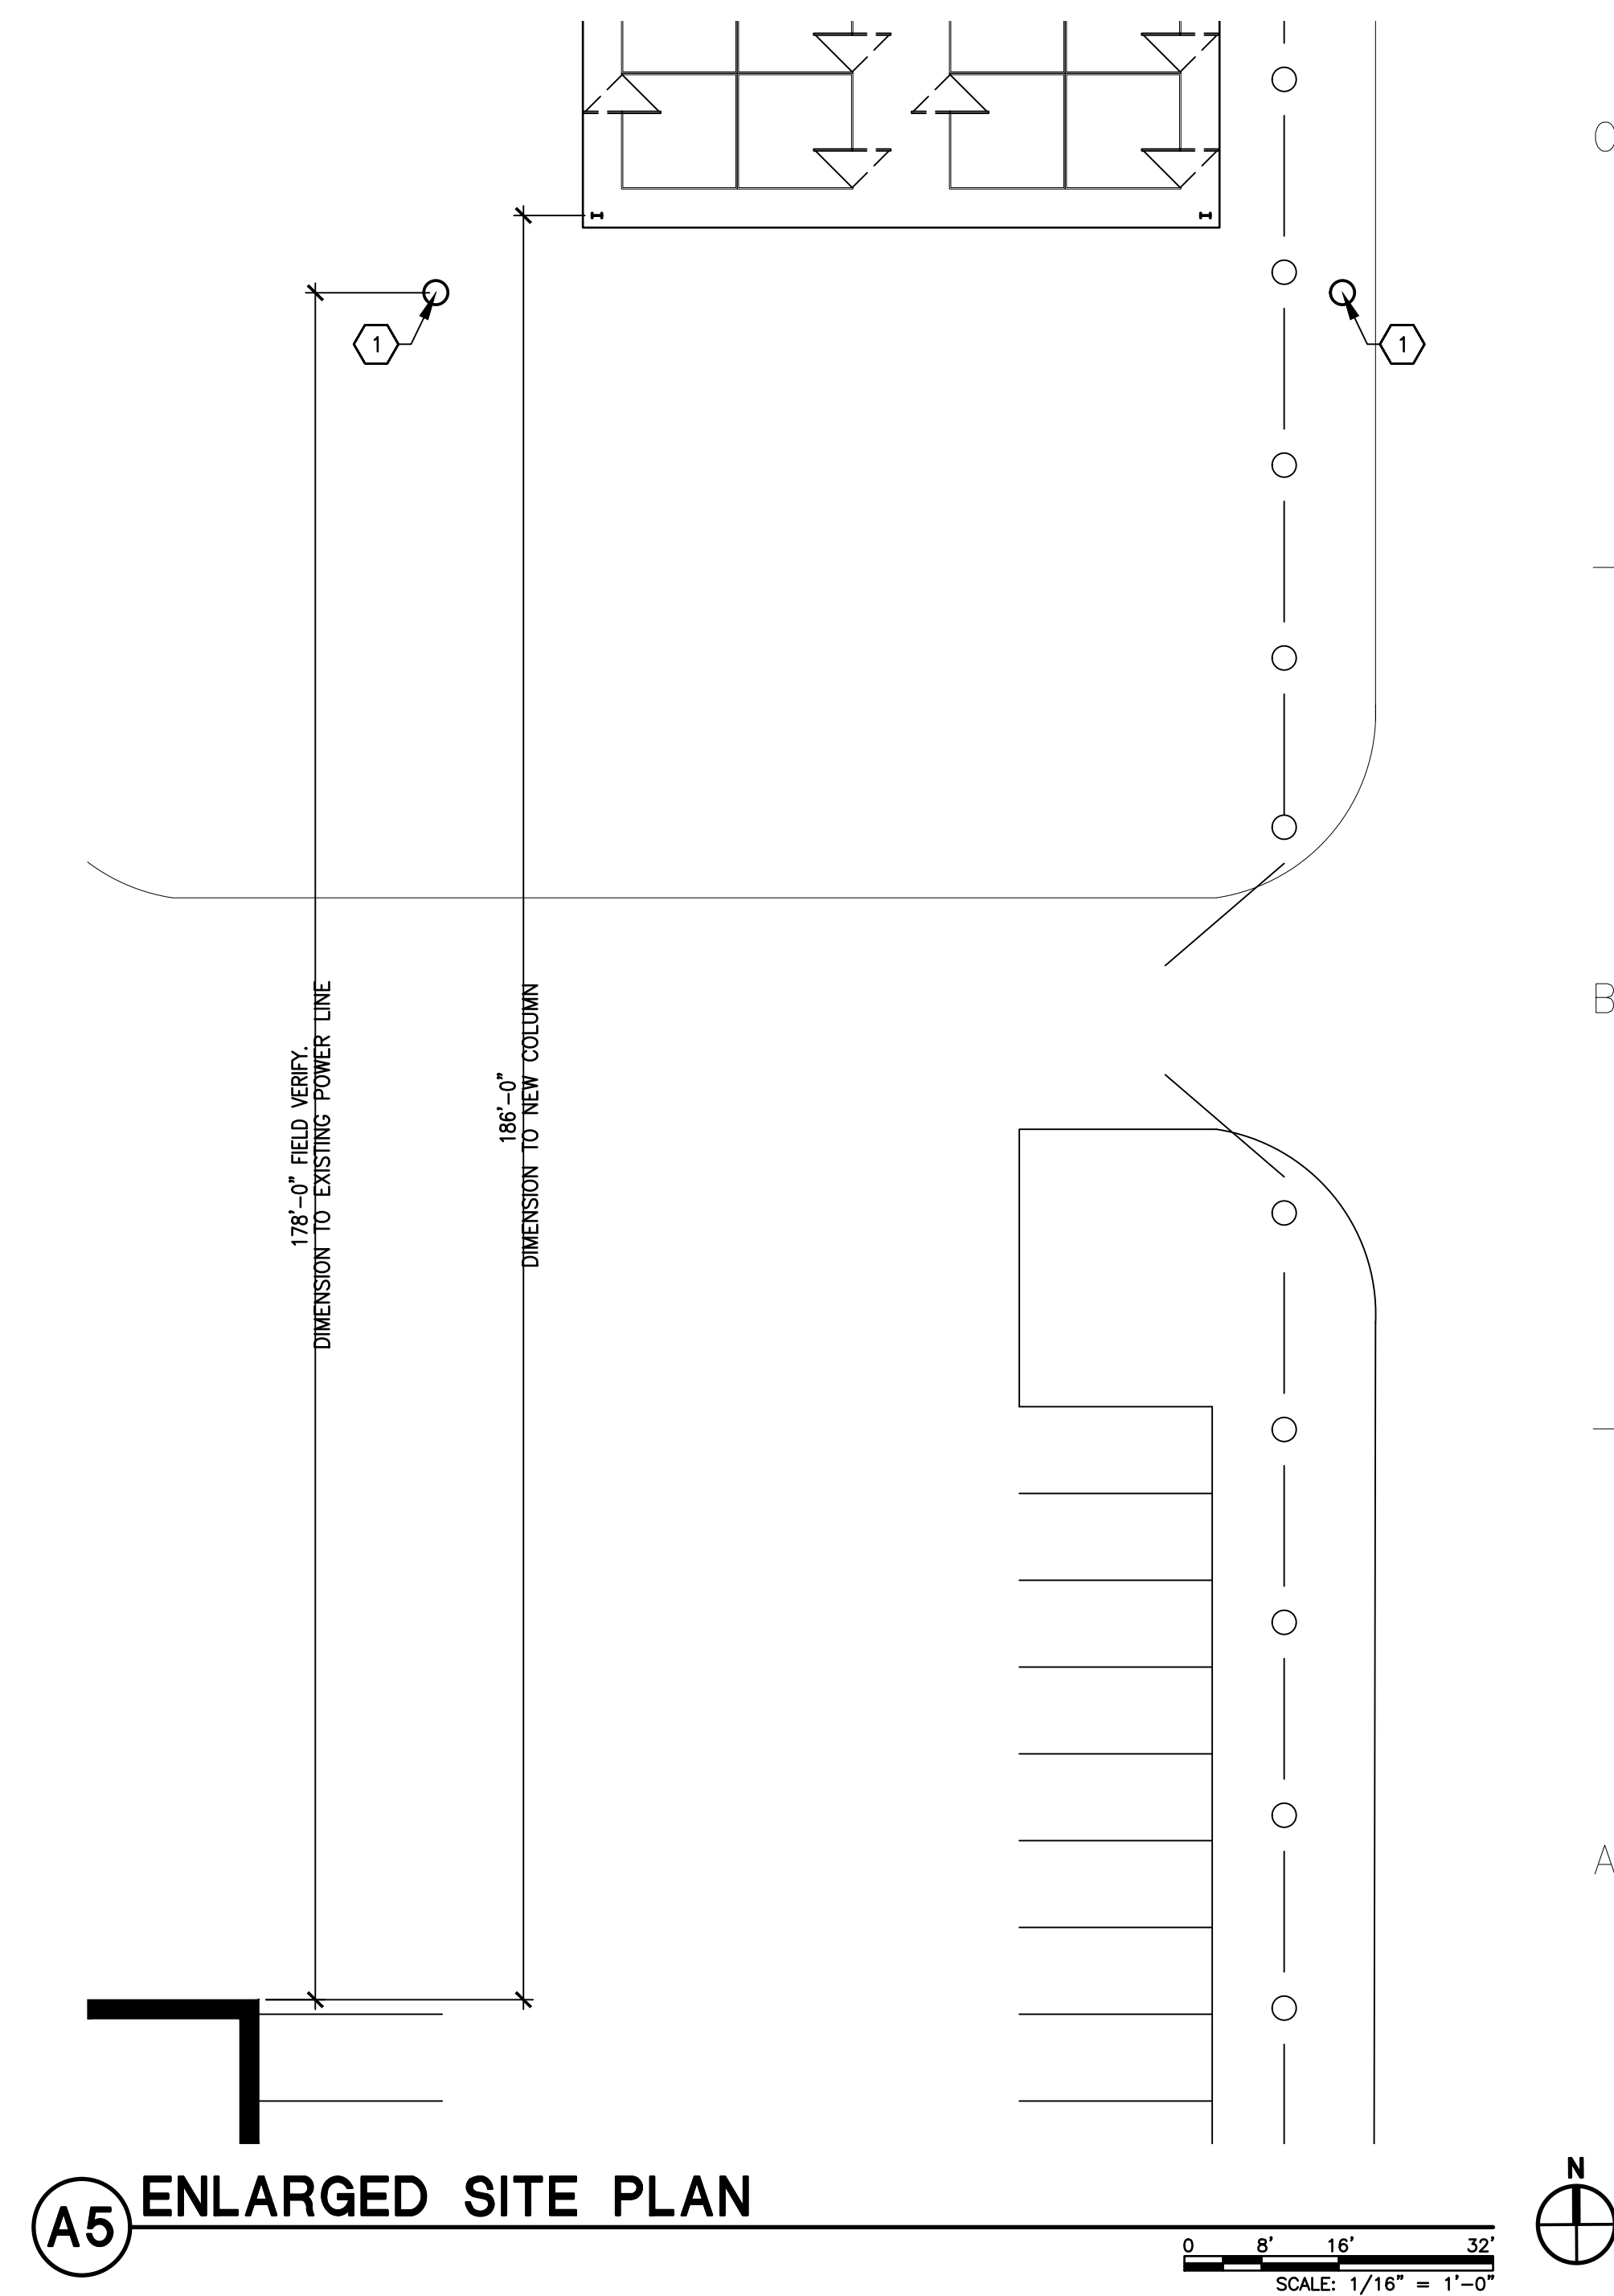 C
1
1
B
178'-0" FIELD VERIFY.
DIMENSION TO EXISTING POWER LINE
186'-0"
DIMENSION TO NEW COLUMN
A
A5
ENLARGED SITE PLAN
N
0 8' 16' 32'
SCALE: 1/16" = 1'-0"